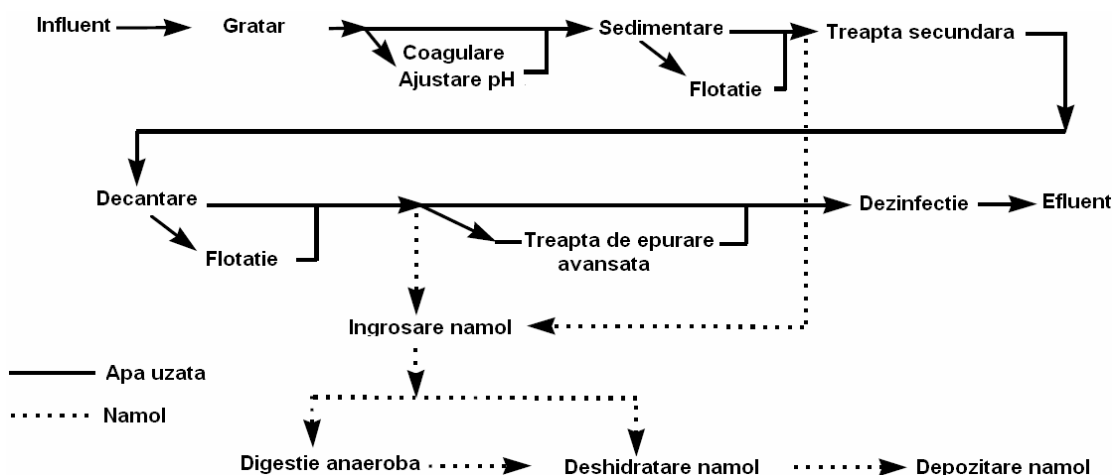 Influent
Gratar
Coagulare
Ajustare pH
Sedimentare
Flotatie
Treapta secundara
Decantare
Flotatie
Treapta de epurare
avansata
Dezinfectie
Efluent
Ingrosare namol
Apa uzata
Namol
Digestie anaeroba
Deshidratare namol
Depozitare namol